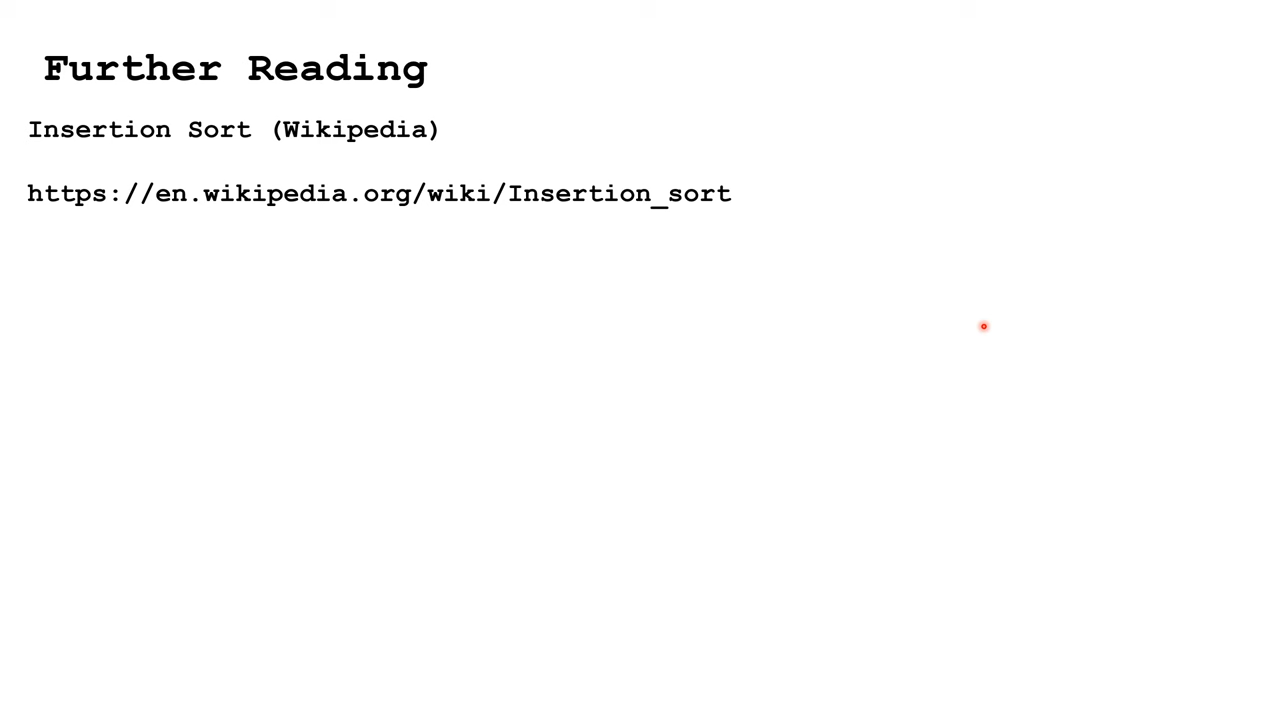 Further Reading
Insertion Sort (Wikipedia)
https://en.wikipedia.org/wiki/Insertion_sort